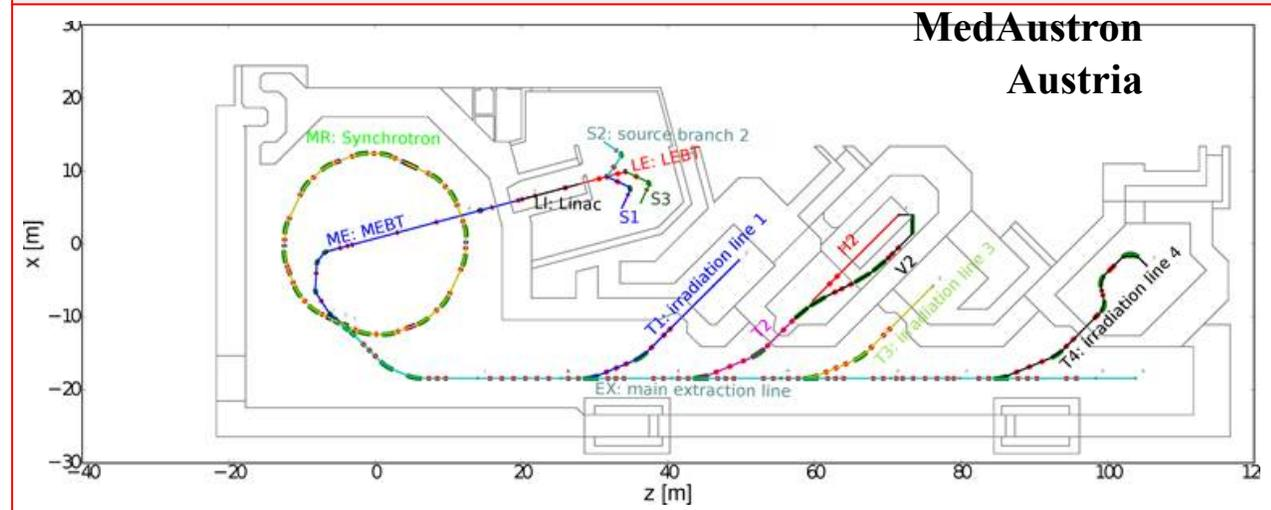 MedAustron
Austria
30
20
10
0
−10
−20
−30
x [m]
MR: Synchrotron
S2: source branch 2
LE: LEBT
LI: Linac
S1
S3
ME: MEBT
T1: irradiation line 1
T2
H2
V2
T3: irradiation line 3
T4: irradiation line 4
EX: main extraction line
−40
−20
0
20
40
60
80
100
12
z [m]